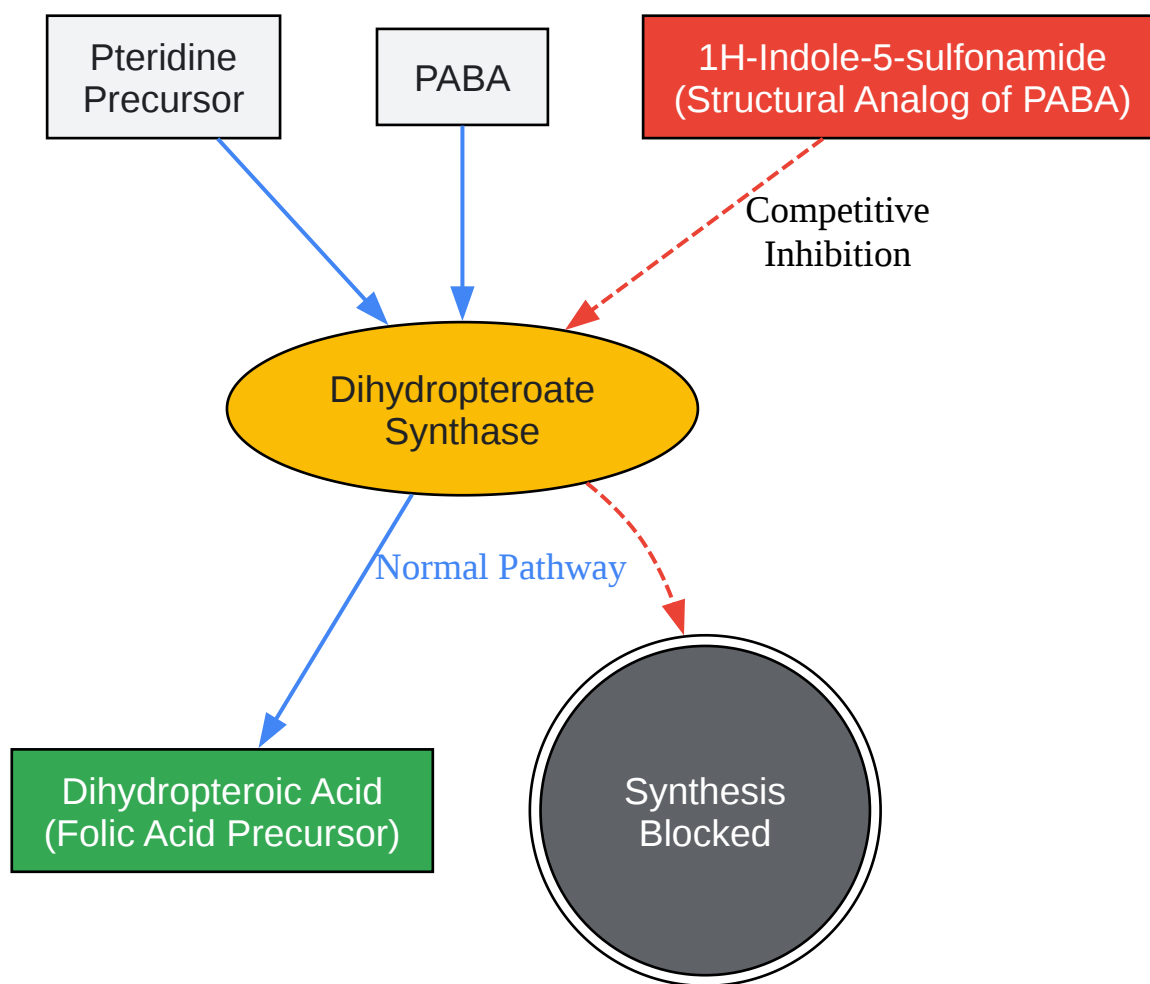 Pteridine
Precursor
PABA
1H-Indole-5-sulfonamide
(Structural Analog of PABA)
Competitive
Inhibition
Dihydropteroate
Synthase
Normal Pathway
Dihydropteroic Acid
(Folic Acid Precursor)
Synthesis
Blocked